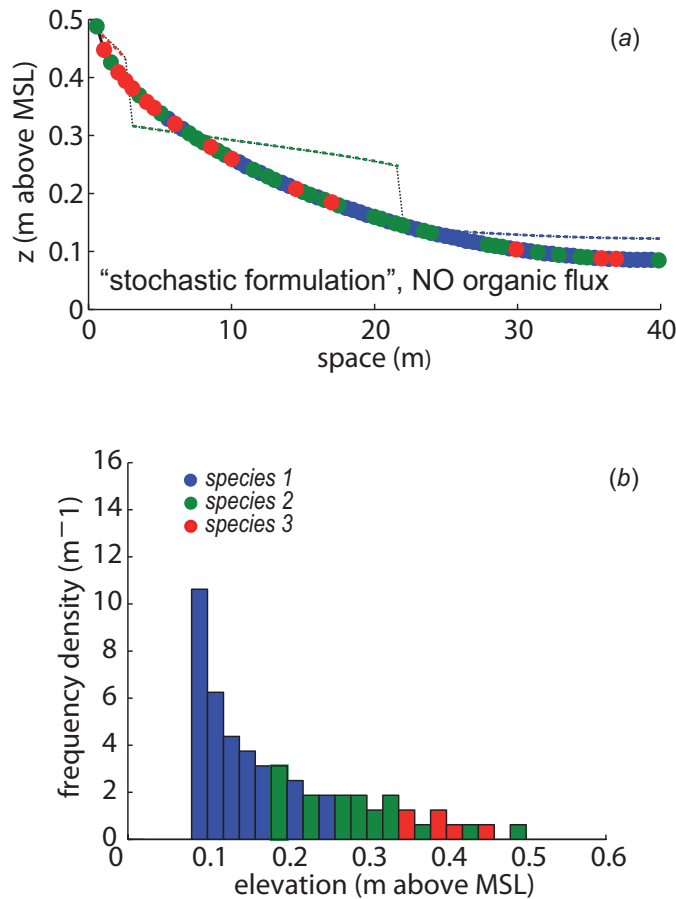 (a)
0.5
0.4
0.3
0.2
0.1
0
z (m above MSL)
“stochastic formulation”, NO organic flux
0 10 20 30 40
space (m)
(b)
16
14
12
10
8
6
4
2
0
frequency density (m−1)
species 1
species 2
species 3
0 0.1 0.2 0.3 0.4 0.5 0.6
elevation (m above MSL)